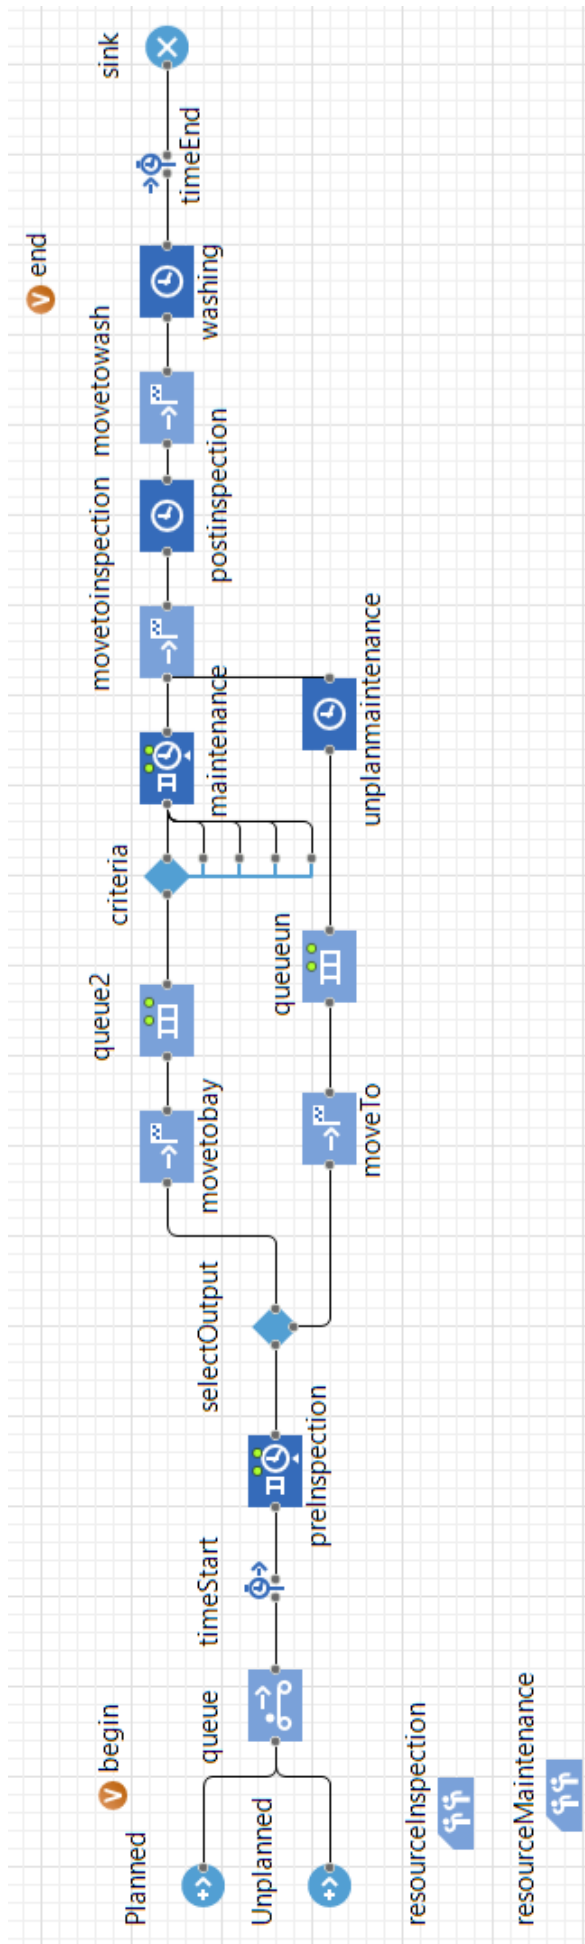 Planned
begin
queue
timeStart
Unplanned
preInspection
selectOutput
movetobay
queue2
criteria
maintenance
movetoinspection
postinspection
movetowash
washing
end
timeEnd
sink
moveTo
queueun
unplanmaintenance
resourceInspection
resourceMaintenance